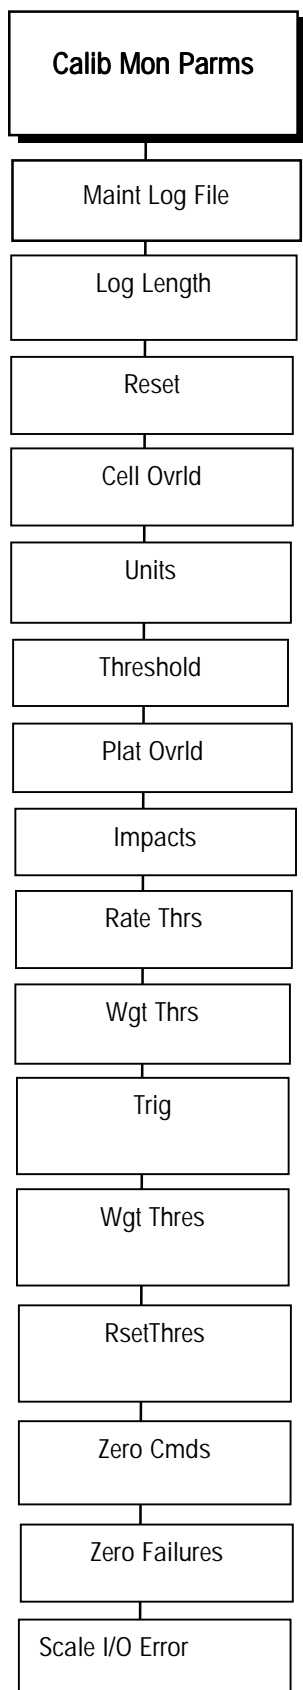 Calib Mon Parms
Maint Log File
Log Length
Reset
Cell Ovrld
Units
Threshold
Plat Ovrld
Impacts
Rate Thrs
Wgt Thrs
Trig
Wgt Thres
RsetThres
Zero Cmds
Zero Failures
Scale I/O Error